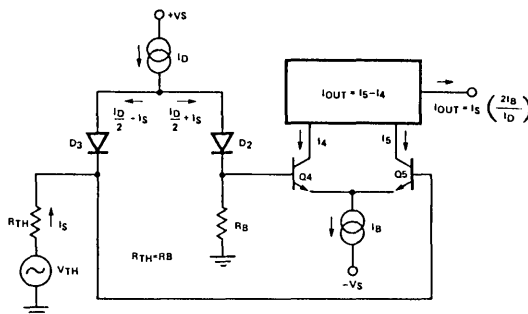 +VS
ID
ID/2 - IS
ID/2 + IS
D3
D2
IOUT = I5-I4
IOUT = IS (2IB/ID)
I4
I5
Q4
Q5
RTH
IS
RB
IB
VTH
RTH=RB
-VS